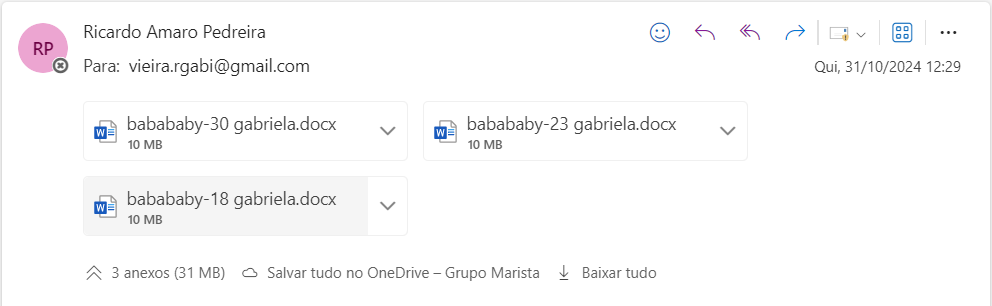 Ricardo Amaro Pedreira
RP
Para: vieira.rgabi@gmail.com
Qui, 31/10/2024 12:29
babababy-30 gabriela.docx
10 MB
babababy-23 gabriela.docx
10 MB
babababy-18 gabriela.docx
10 MB
3 anexos (31 MB) Salvar tudo no OneDrive – Grupo Marista Baixar tudo